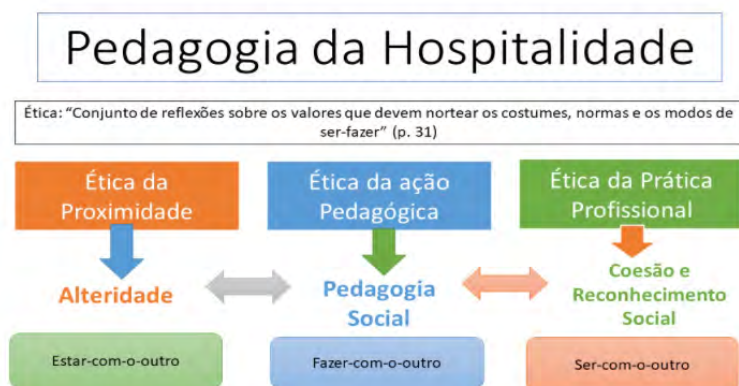 Pedagogia da Hospitalidade
Ética: “Conjunto de reflexões sobre os valores que devem nortear os costumes, normas e os modos de
ser-fazer” (p. 31)
Ética da
Proximidade
Ética da ação
Pedagógica
Ética da Prática
Profissional
Alteridade
Pedagogia
Social
Coesão e
Reconhecimento
Social
Estar-com-o-outro
Fazer-com-o-outro
Ser-com-o-outro